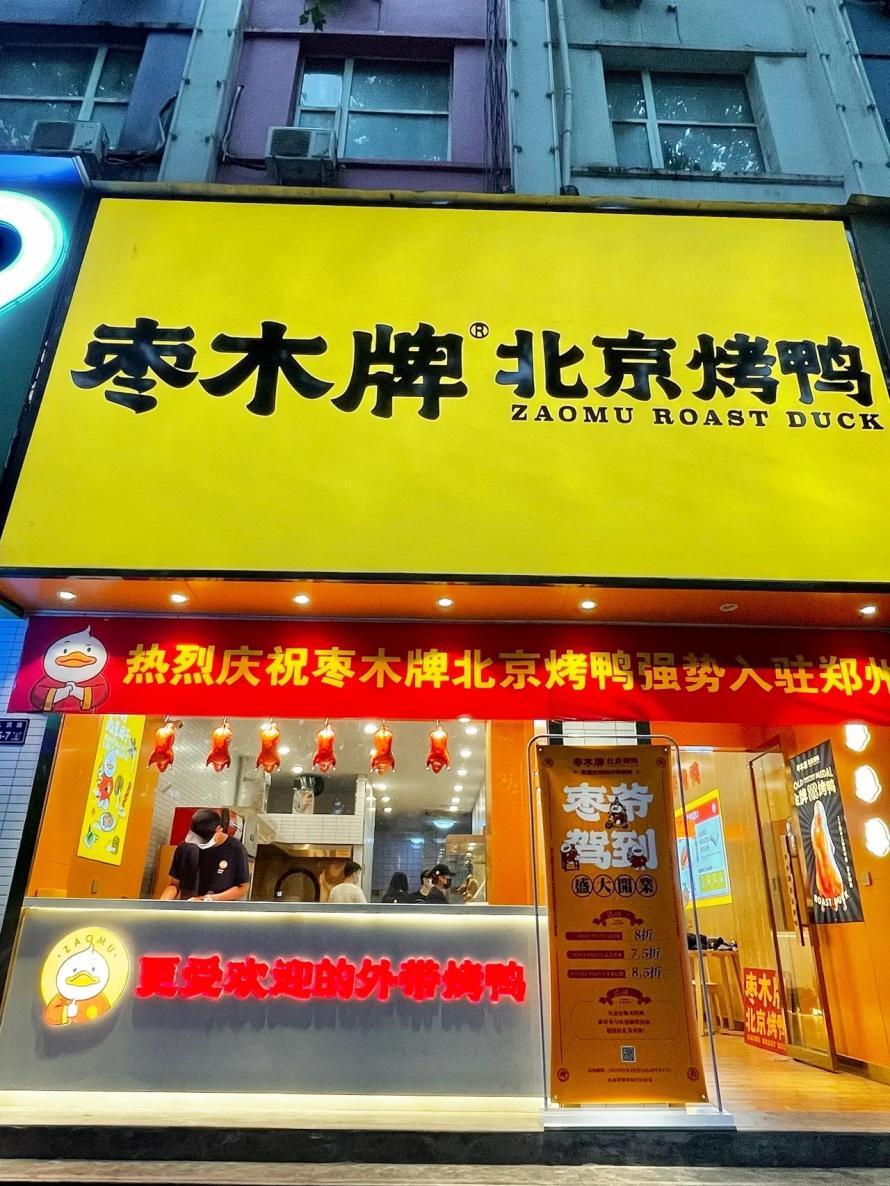 枣木牌®北京烤鸭
ZAOMU ROAST DUCK
热烈庆祝枣木牌北京烤鸭强势入驻郑州
枣木牌 北京烤鸭
枣带
驾到
盛大開業
8折
7.5折
8.5折
ZAOMU
更受欢迎的外带烤鸭
ROAST DUCK
枣木牌
北京烤鸭